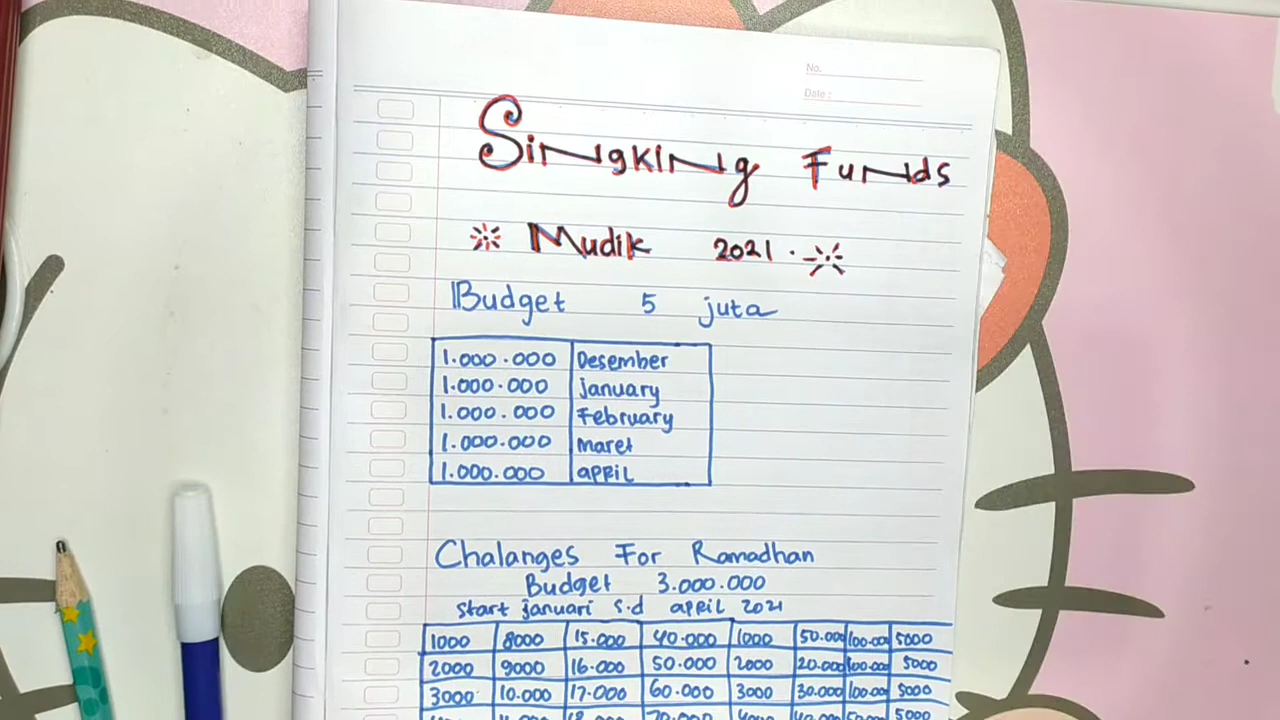 No.
Date :
Singking Funds
Mudik 2021.
Budget 5 juta
1.000.000 Desember
1.000.000 january
1.000.000 February
1.000.000 maret
1.000.000 april
Chalanges For Ramadhan
Budget 3.000.000
start januari s.d april 2021
1000 8000 15.000 40.000 1000 50.000 100.000 5000
2000 9000 16.000 50.000 2000 20.000 100.000 5000
3000 10.000 17.000 60.000 3000 30.000 100.000 5000
5000